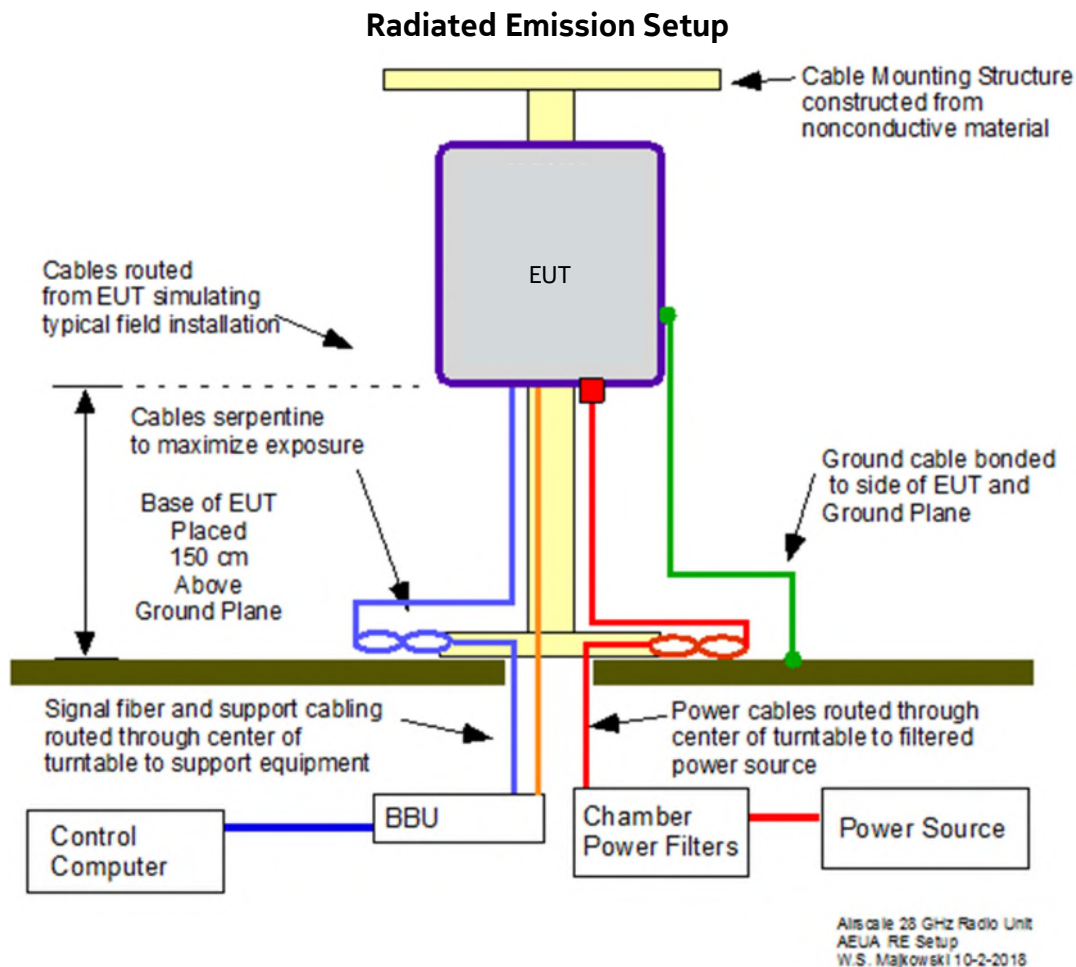 Radiated Emission Setup
Cable Mounting Structure
constructed from
nonconductive material
EUT
Cables routed
from EUT simulating
typical field installation
Cables serpentine
to maximize exposure
Base of EUT
Placed
150 cm
Above
Ground Plane
Ground cable bonded
to side of EUT and
Ground Plane
Signal fiber and support cabling
routed through center of
turntable to support equipment
Power cables routed through
center of turntable to filtered
power source
Control
Computer
BBU
Chamber
Power Filters
Power Source
Airscale 28 GHz Radio Unit
AEUA RE Setup
W.S. Majkowski 10-2-2018